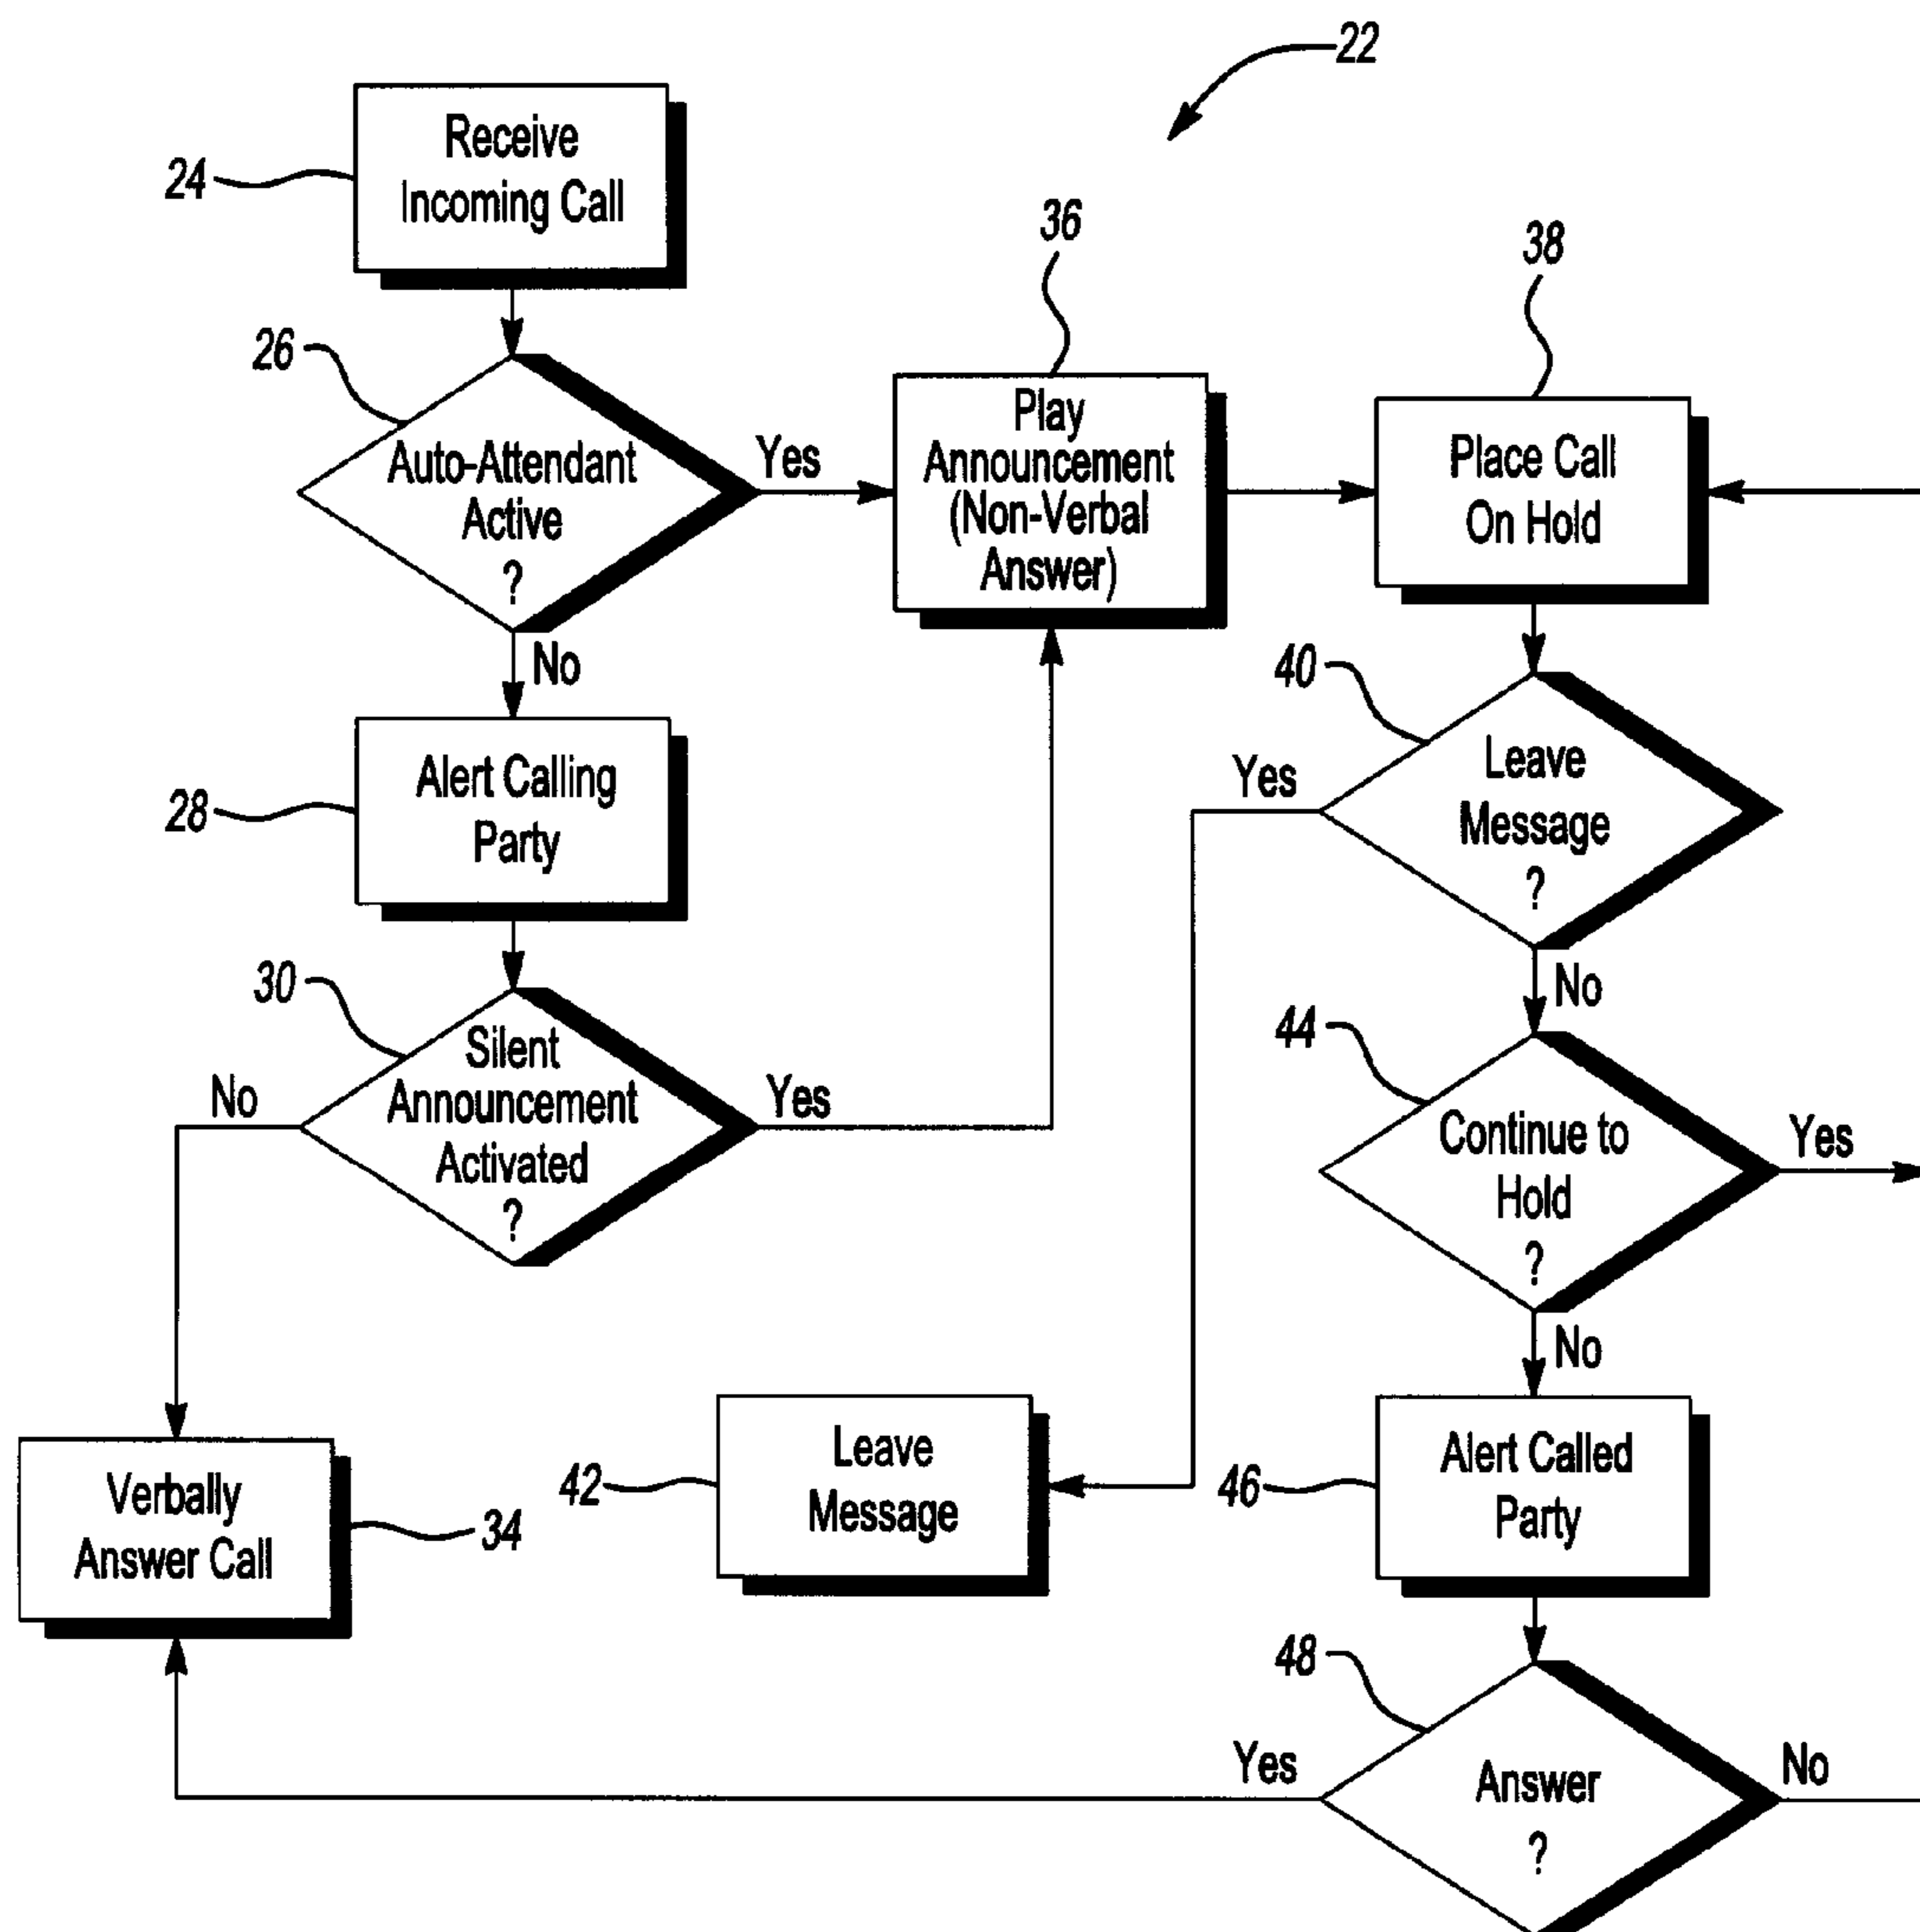 22
24
Receive
Incoming Call
26
Auto-Attendant
Active
?
Yes
No
36
Play
Announcement
(Non-Verbal
Answer)
38
Place Call
On Hold
28
Alert Calling
Party
40
Leave
Message
?
Yes
No
30
Silent
Announcement
Activated
?
No
Yes
44
Continue to
Hold
?
Yes
No
34
Verbally
Answer Call
42
Leave
Message
46
Alert Called
Party
48
Answer
?
Yes
No